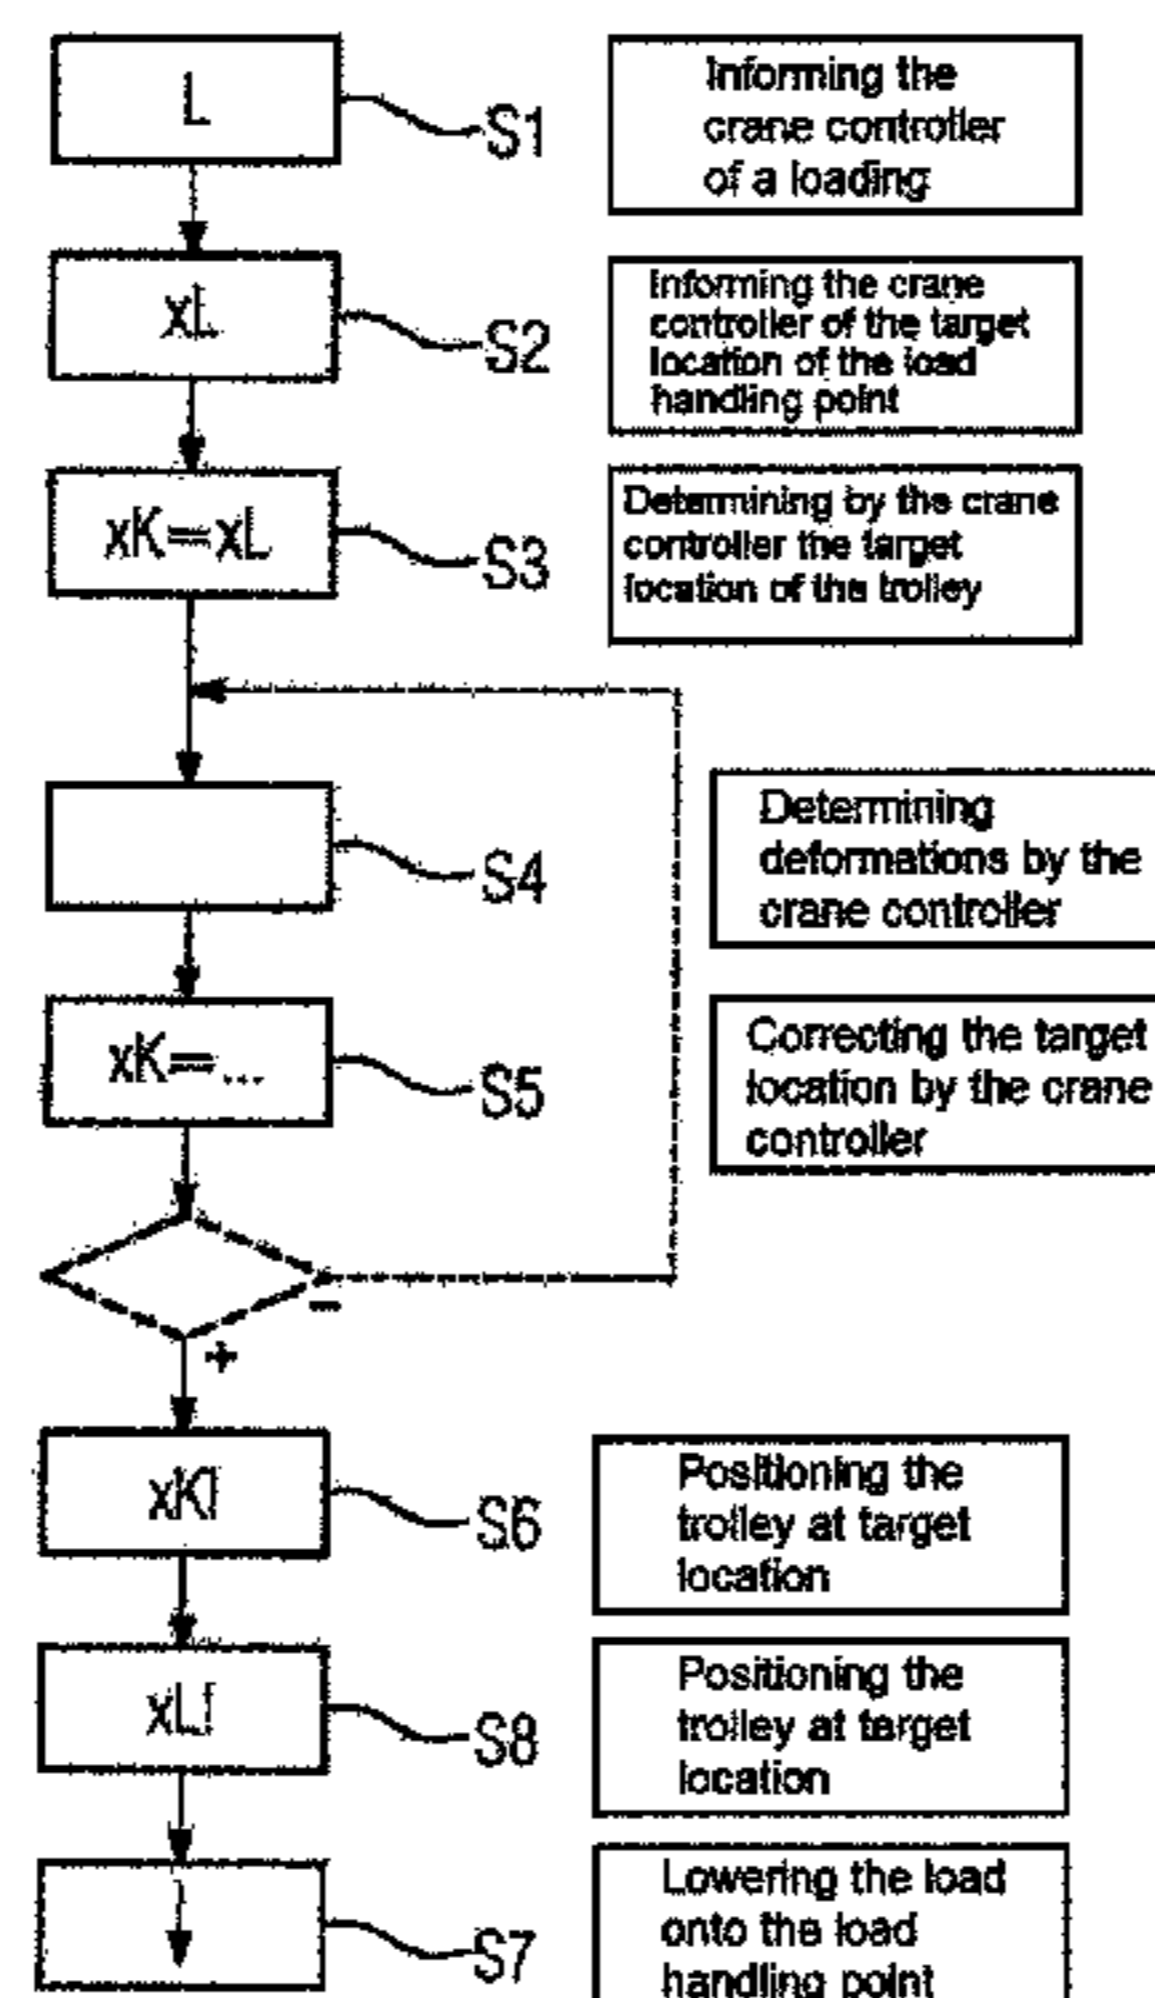 L
S1
Informing the
crane controller
of a loading
xL
S2
Informing the crane
controller of the target
location of the load
handling point
xK=xL
S3
Determining by the crane
controller the target
location of the trolley
S4
Determining
deformations by the
crane controller
xK=...
S5
Correcting the target
location by the crane
controller
-
+
xK!
S6
Positioning the
trolley at target
location
xL!
S8
Positioning the
trolley at target
location
S7
Lowering the load
onto the load
handling point